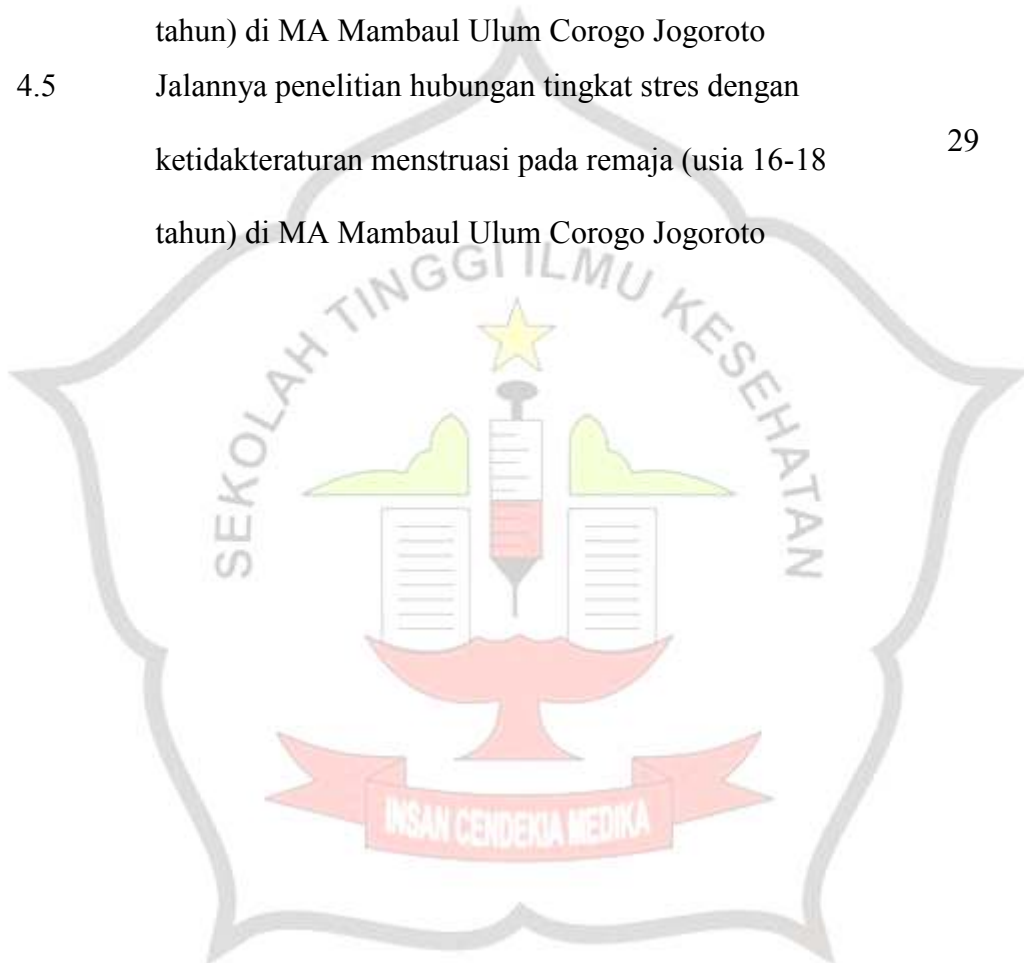 tahun) di MA Mambaul Ulum Corogo Jogoroto
4.5 Jalannya penelitian hubungan tingkat stres dengan
ketidakteraturan menstruasi pada remaja (usia 16-18 29
tahun) di MA Mambaul Ulum Corogo Jogoroto
SEKOLAH TINGGI ILMU KESEHATAN
INSAN CENDEKIA MEDIKA